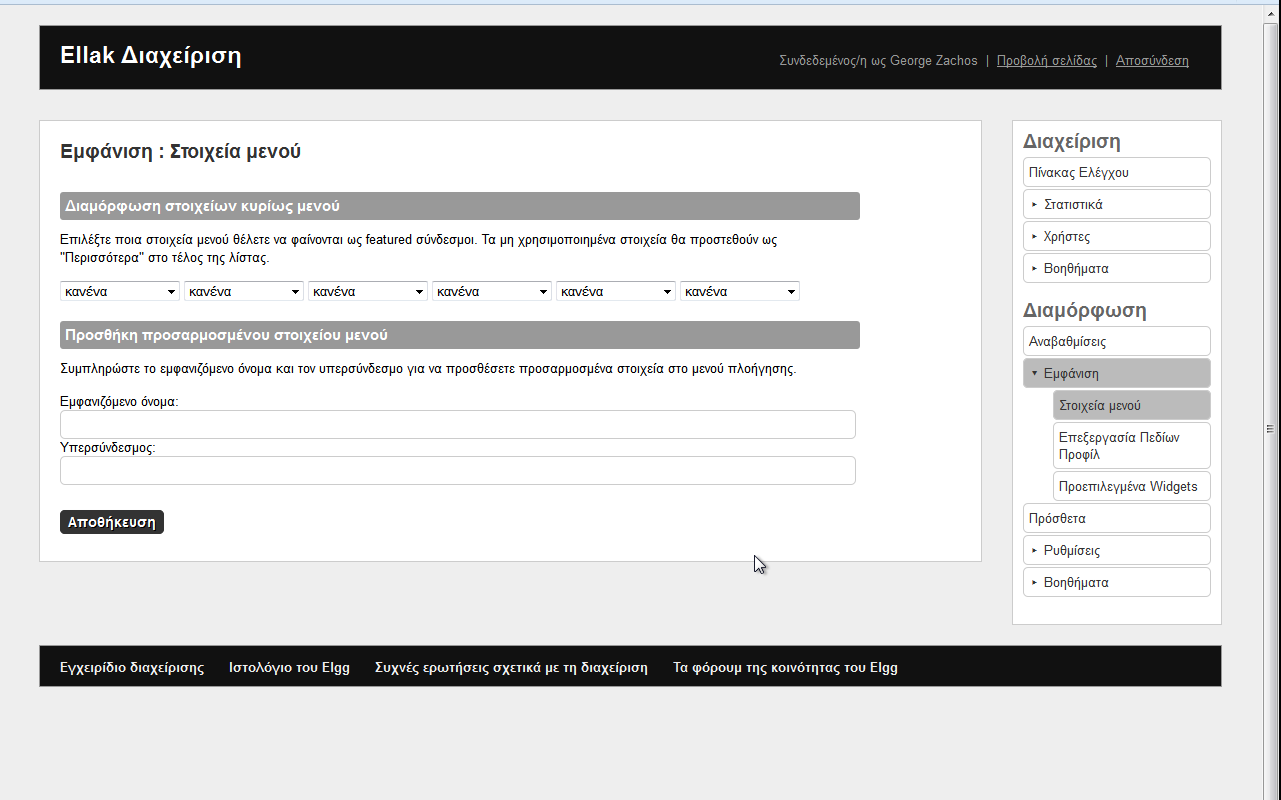 Ellak Διαχείριση
Συνδεδεμένος/η ως George Zachos | Προβολή σελίδας | Αποσύνδεση
Εμφάνιση : Στοιχεία μενού
Διαμόρφωση στοιχείων κυρίως μενού
Επιλέξτε ποια στοιχεία μενού θέλετε να φαίνονται ως featured σύνδεσμοι. Τα μη χρησιμοποιημένα στοιχεία θα προστεθούν ως
"Περισσότερα" στο τέλος της λίστας.
κανένα κανένα κανένα κανένα κανένα κανένα
Προσθήκη προσαρμοσμένου στοιχείου μενού
Συμπληρώστε το εμφανιζόμενο όνομα και τον υπερσύνδεσμο για να προσθέσετε προσαρμοσμένα στοιχεία στο μενού πλοήγησης.
Εμφανιζόμενο όνομα:
Υπερσύνδεσμος:
Αποθήκευση
Διαχείριση
Πίνακας Ελέγχου
Στατιστικά
Χρήστες
Βοηθήματα
Διαμόρφωση
Αναβαθμίσεις
Εμφάνιση
Στοιχεία μενού
Επεξεργασία Πεδίων
Προφίλ
Προεπιλεγμένα Widgets
Πρόσθετα
Ρυθμίσεις
Βοηθήματα
Εγχειρίδιο διαχείρισης Ιστολόγιο του Elgg Συχνές ερωτήσεις σχετικά με τη διαχείριση Τα φόρουμ της κοινότητας του Elgg